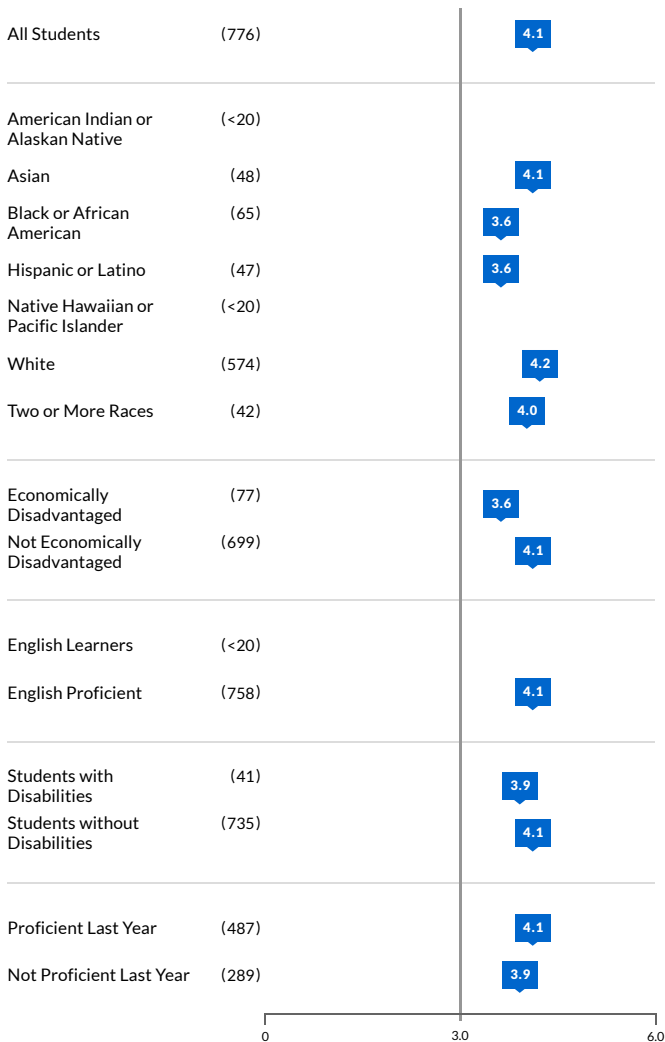 All Students (776) 4.1
American Indian or (<20)
Alaskan Native
Asian (48) 4.1
Black or African (65) 3.6
American
Hispanic or Latino (47) 3.6
Native Hawaiian or (<20)
Pacific Islander
White (574) 4.2
Two or More Races (42) 4.0
Economically (77) 3.6
Disadvantaged
Not Economically (699) 4.1
Disadvantaged
English Learners (<20)
English Proficient (758) 4.1
Students with (41) 3.9
Disabilities
Students without (735) 4.1
Disabilities
Proficient Last Year (487) 4.1
Not Proficient Last Year (289) 3.9
0 3.0 6.0